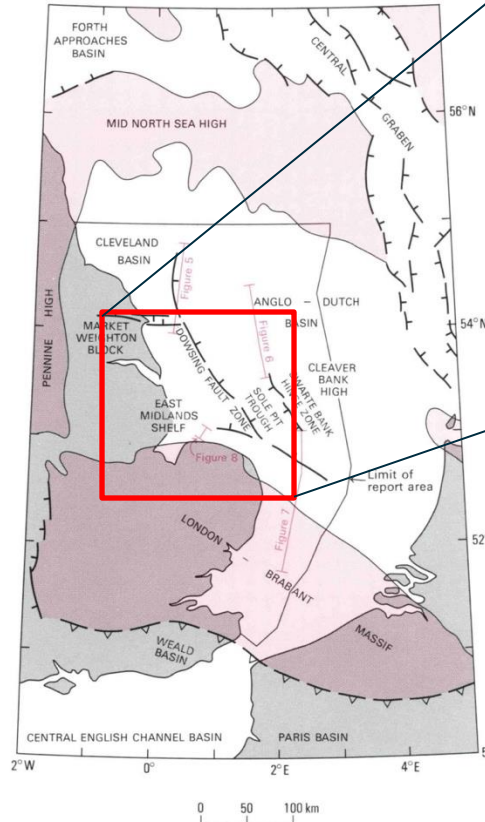 FORTH
APPROACHES
BASIN
CENTRAL
GRABEN
56°N
MID NORTH SEA HIGH
PENNINE HIGH
CLEVELAND
BASIN
Figure 5
ANGLO - DUTCH
BASIN
Figure 6
54°N
MARKET
WEIGHTON
BLOCK
DOWSING FAULT
ZONE
SOLE PIT
TROUGH
HINGE ZONE
CLEAVER
BANK
HIGH
EAST
MIDLANDS
SHELF
Figure 8
Limit of
report area
Figure 7
52°
LONDON
-
BRABANT
MASSIF
WEALD
BASIN
CENTRAL ENGLISH CHANNEL BASIN
PARIS BASIN
2°W
0°
2°E
4°E
0 50 100 km